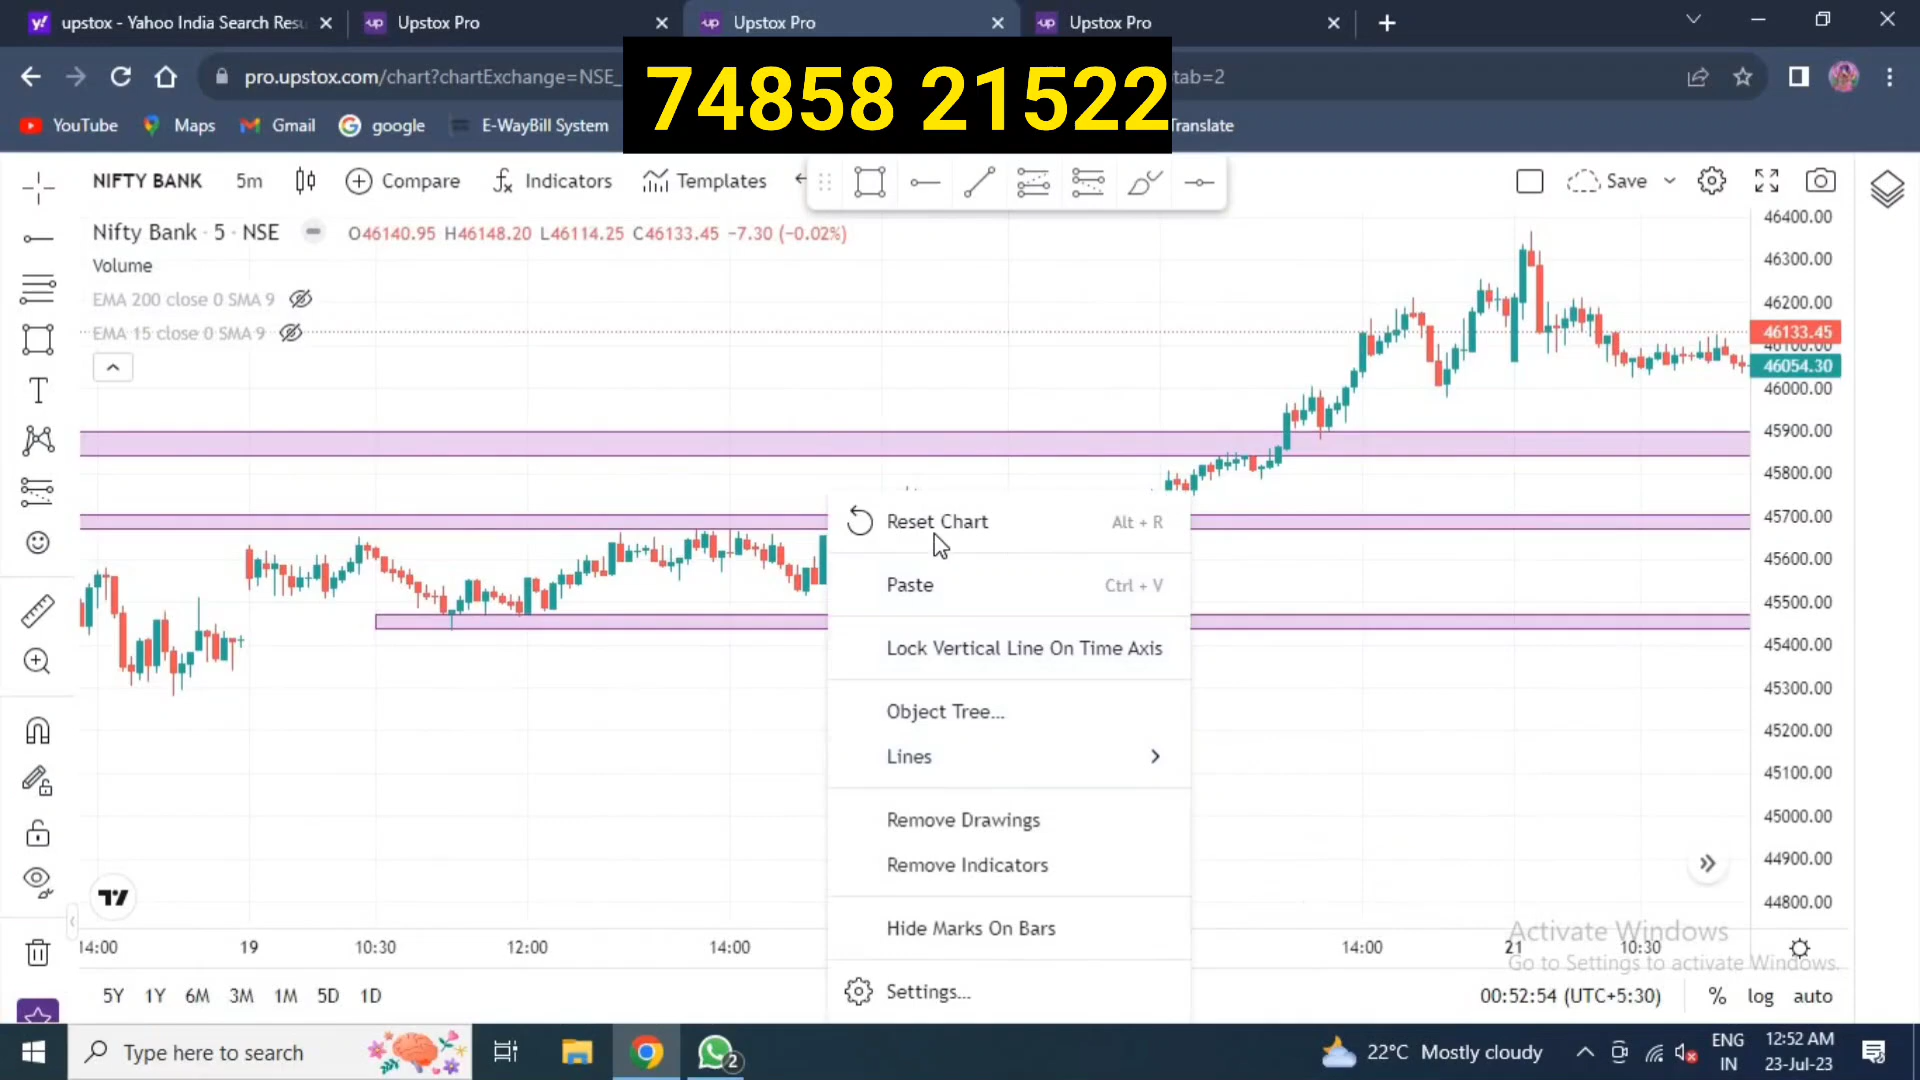 upstox - Yahoo India Search Resu
Upstox Pro
Upstox Pro
Upstox Pro
pro.upstox.com/chart?chartExchange=NSE_
tab=2
74858 21522
YouTube
Maps
Gmail
google
E-WayBill System
Translate
NIFTY BANK
5m
Compare
Indicators
Templates
Save
Nifty Bank · 5 · NSE
O46140.95 H46148.20 L46114.25 C46133.45 −7.30 (−0.02%)
Volume
EMA 200 close 0 SMA 9
EMA 15 close 0 SMA 9
46400.00
46300.00
46200.00
46133.45
46100.00
46054.30
46000.00
45900.00
45800.00
45700.00
45600.00
45500.00
45400.00
45300.00
45200.00
45100.00
45000.00
44900.00
44800.00
Reset Chart Alt + R
Paste Ctrl + V
Lock Vertical Line On Time Axis
Object Tree...
Lines
Remove Drawings
Remove Indicators
Hide Marks On Bars
Settings...
14:00 19 10:30 12:00 14:00 14:00 21 10:30
Activate Windows
Go to Settings to activate Windows.
5Y 1Y 6M 3M 1M 5D 1D
00:52:54 (UTC+5:30) % log auto
Type here to search
2
22°C Mostly cloudy
ENG
IN
12:52 AM
23-Jul-23